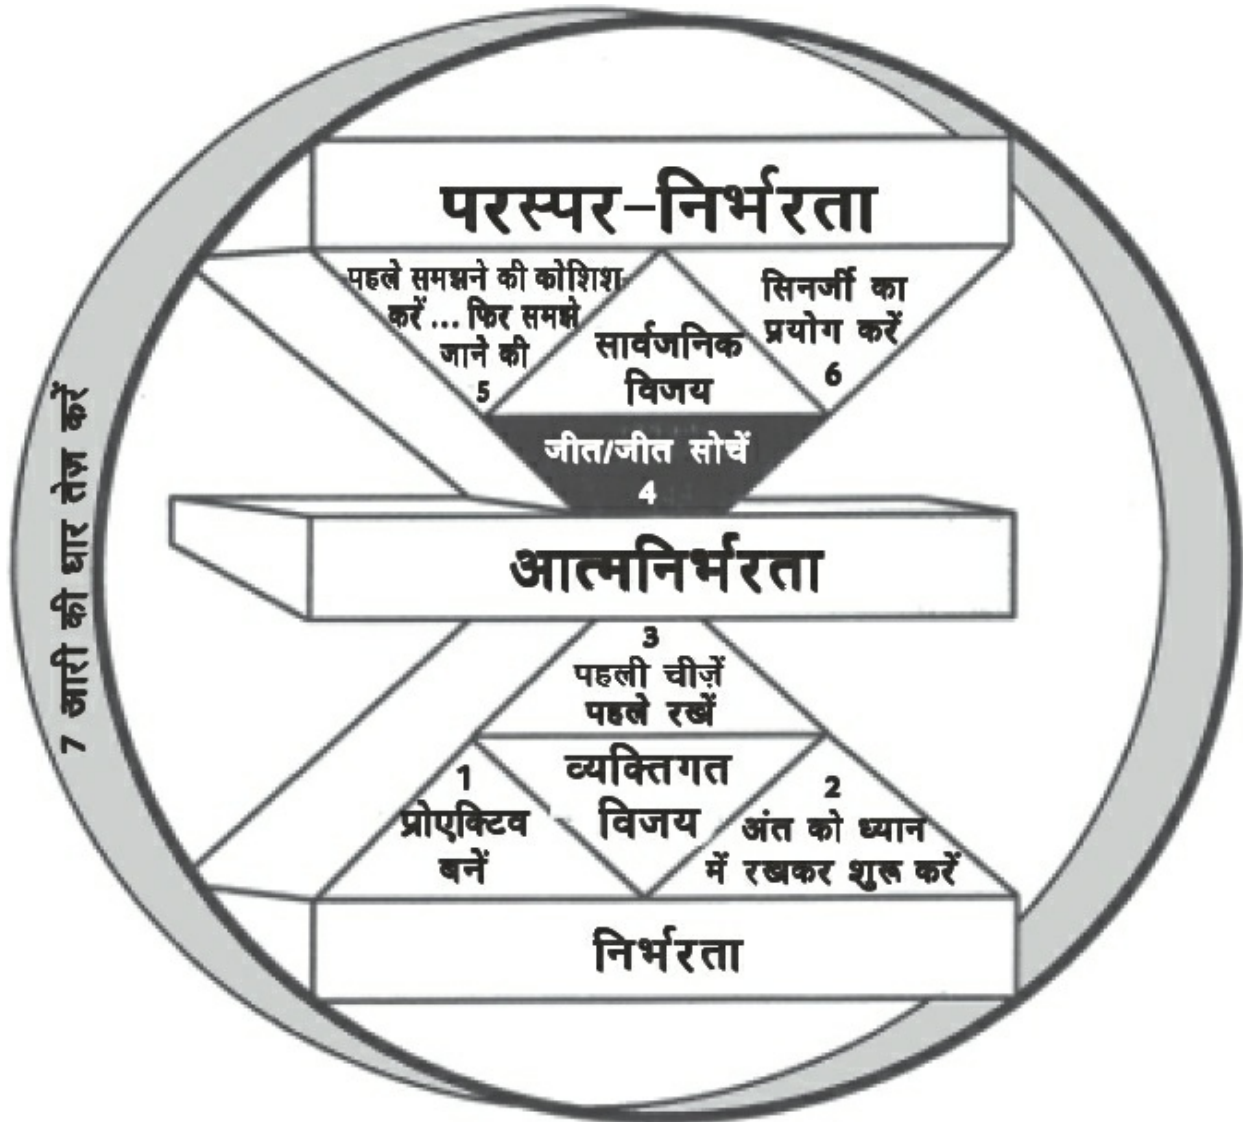 परस्पर-निर्भरता
पहले समझने की कोशिश
करें ... फिर समझे
जाने की
5
सार्वजनिक
विजय
सिनर्जी का
प्रयोग करें
6
जीत/जीत सोचें
4
आत्मनिर्भरता
3
पहली चीज़ें
पहले रखें
व्यक्तिगत
विजय
1
प्रोएक्टिव
बनें
2
अंत को ध्यान
में रखकर शुरू करें
निर्भरता
7 आरी की धार तेज़ करें